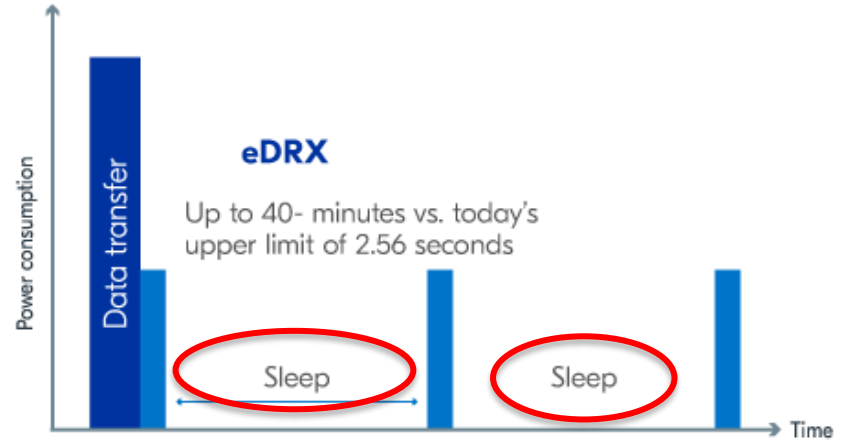 Power consumption
Data transfer
eDRX
Up to 40- minutes vs. today's
upper limit of 2.56 seconds
Sleep
Sleep
Time